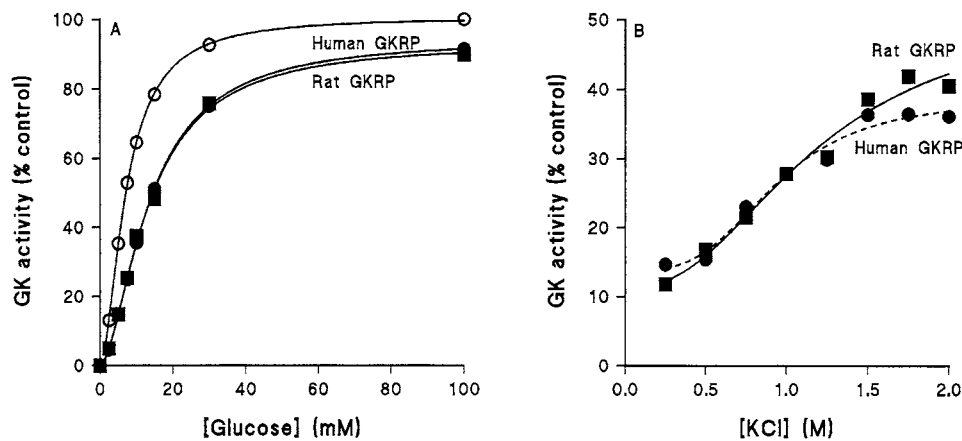 A
100
80
60
40
20
0
GK activity (% control)
Human GKRP
Rat GKRP
0 20 40 60 80 100
[Glucose] (mM)
B
50
40
30
20
10
0
GK activity (% control)
Rat GKRP
Human GKRP
0.0 0.5 1.0 1.5 2.0
[KCl] (M)